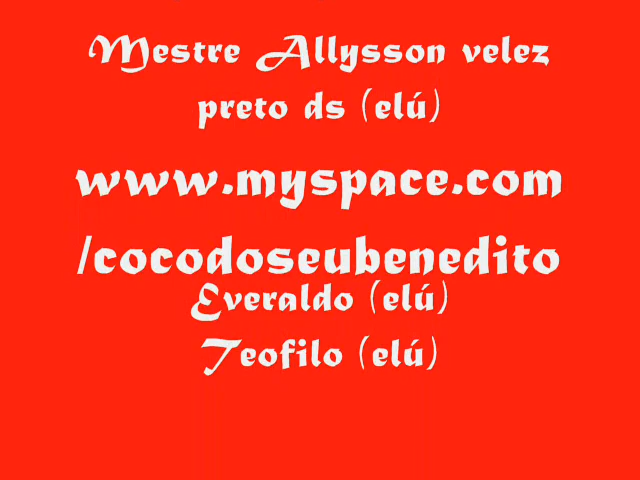 Mestre Allysson velez
preto ds (elú)
www.myspace.com
/cocodoseubenedito
Everaldo (elú)
Teofilo (elú)